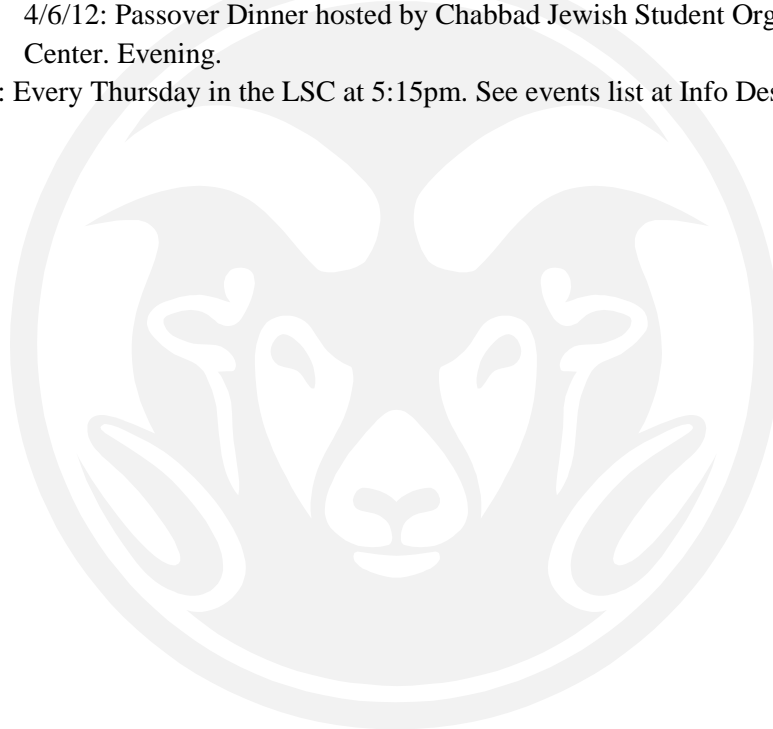 4/6/12: Passover Dinner hosted by Chabbad Jewish Student Org
Center. Evening.
: Every Thursday in the LSC at 5:15pm. See events list at Info Des